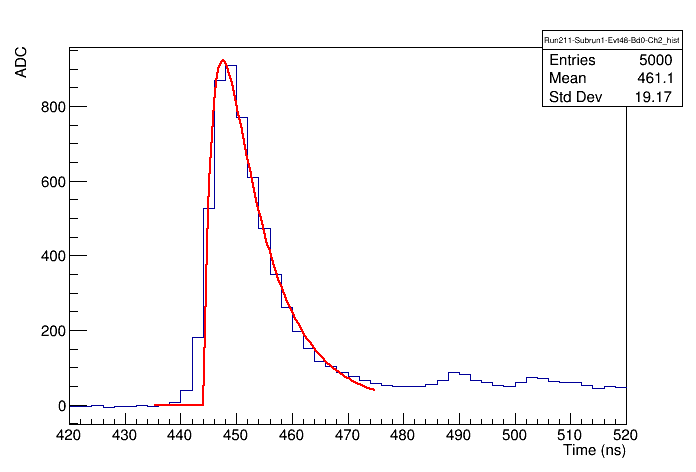 Run211-Subrun1-Evt46-Bd0-Ch2_hist
Entries 5000
Mean 461.1
Std Dev 19.17
ADC
800
600
400
200
0
420 430 440 450 460 470 480 490 500 510 520
Time (ns)